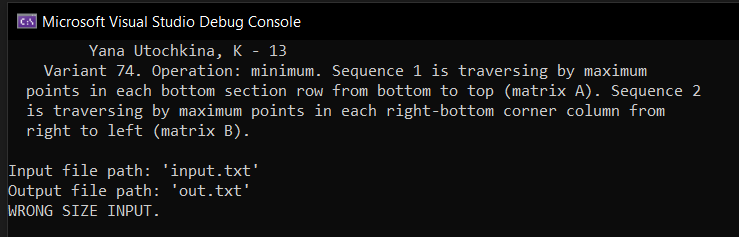 Microsoft Visual Studio Debug Console
Yana Utochkina, K - 13
Variant 74. Operation: minimum. Sequence 1 is traversing by maximum
points in each bottom section row from bottom to top (matrix A). Sequence 2
is traversing by maximum points in each right-bottom corner column from
right to left (matrix B).
Input file path: 'input.txt'
Output file path: 'out.txt'
WRONG SIZE INPUT.